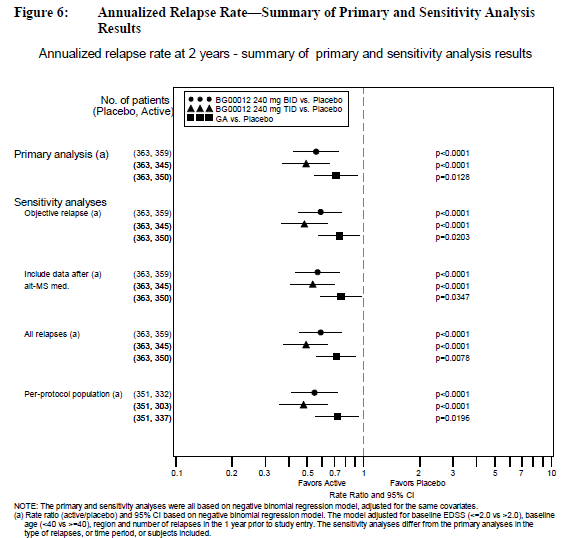 Figure 6: Annualized Relapse Rate—Summary of Primary and Sensitivity Analysis
Results
Annualized relapse rate at 2 years - summary of primary and sensitivity analysis results
No. of patients
(Placebo, Active)
BG00012 240 mg BID vs. Placebo
BG00012 240 mg TID vs. Placebo
GA vs. Placebo
Primary analysis (a) (363, 359) p<0.0001
(363, 345) p<0.0001
(363, 350) p=0.0128
Sensitivity analyses
Objective relapse (a) (363, 359) p<0.0001
(363, 345) p<0.0001
(363, 350) p=0.0203
Include data after (a) (363, 359) p<0.0001
alt-MS med. (363, 345) p<0.0001
(363, 350) p=0.0347
All relapses (a) (363, 359) p<0.0001
(363, 345) p<0.0001
(363, 350) p=0.0078
Per-protocol population (a) (351, 332) p<0.0001
(351, 303) p<0.0001
(351, 337) p=0.0196
0.1 0.2 0.3 0.5 0.7 1 2 3 5 7 10
Favors Active Favors Placebo
Rate Ratio and 95% CI
NOTE: The primary and sensitivity analyses were all based on negative binomial regression model, adjusted for the same covariates.
(a) Rate ratio (active/placebo) and 95% CI based on negative binomial regression model. The model adjusted for baseline EDSS (<=2.0 vs >2.0), baseline
age (<40 vs >=40), region and number of relapses in the 1 year prior to study entry. The sensitivity analyses differ from the primary analyses in the
type of relapses, or time period, or subjects included.